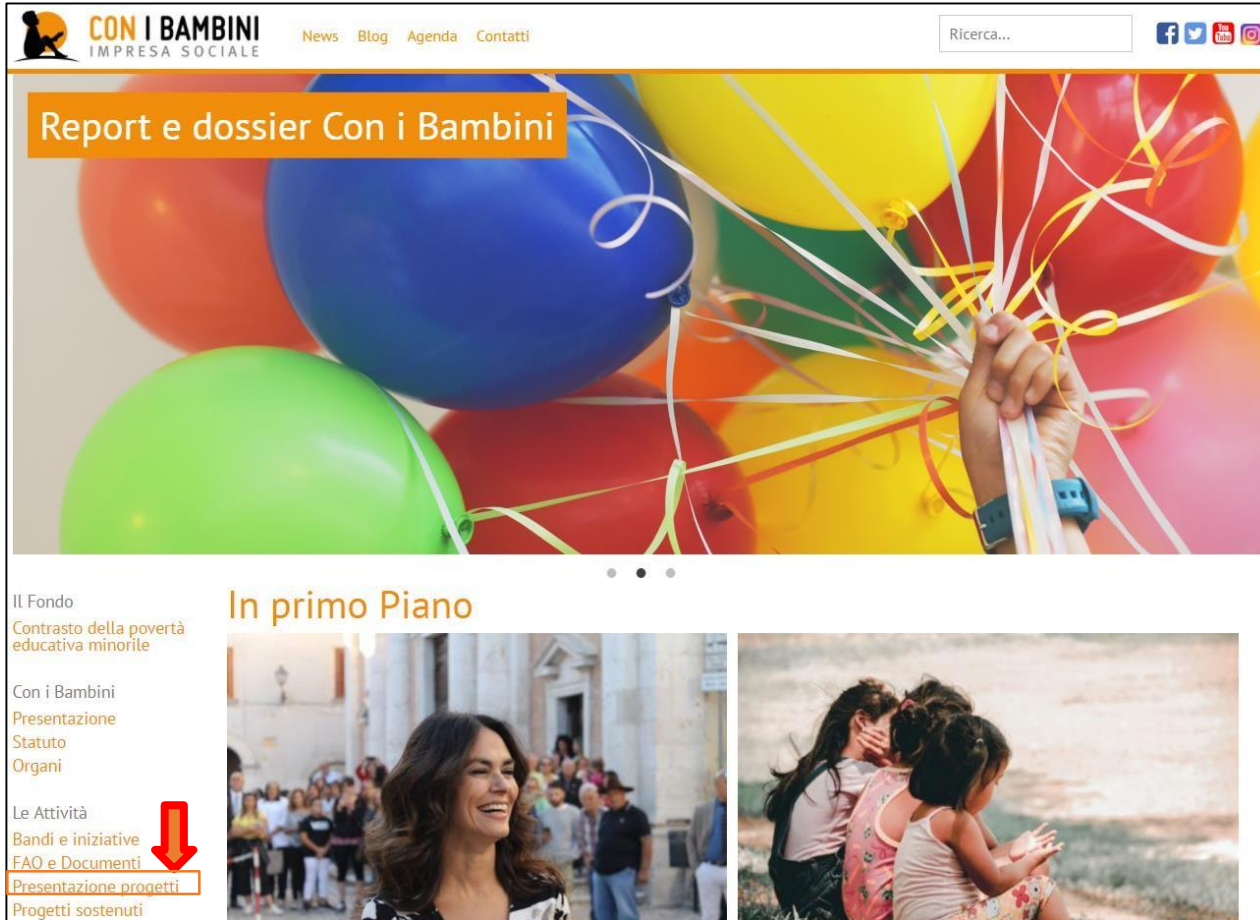 CON I BAMBINI
IMPRESA SOCIALE
News Blog Agenda Contatti
Ricerca...
You
Tube
Report e dossier Con i Bambini
Il Fondo
Contrasto della povertà
educativa minorile
Con i Bambini
Presentazione
Statuto
Organi
Le Attività
Bandi e iniziative
FAQ e Documenti
Presentazione progetti
Progetti sostenuti
In primo Piano